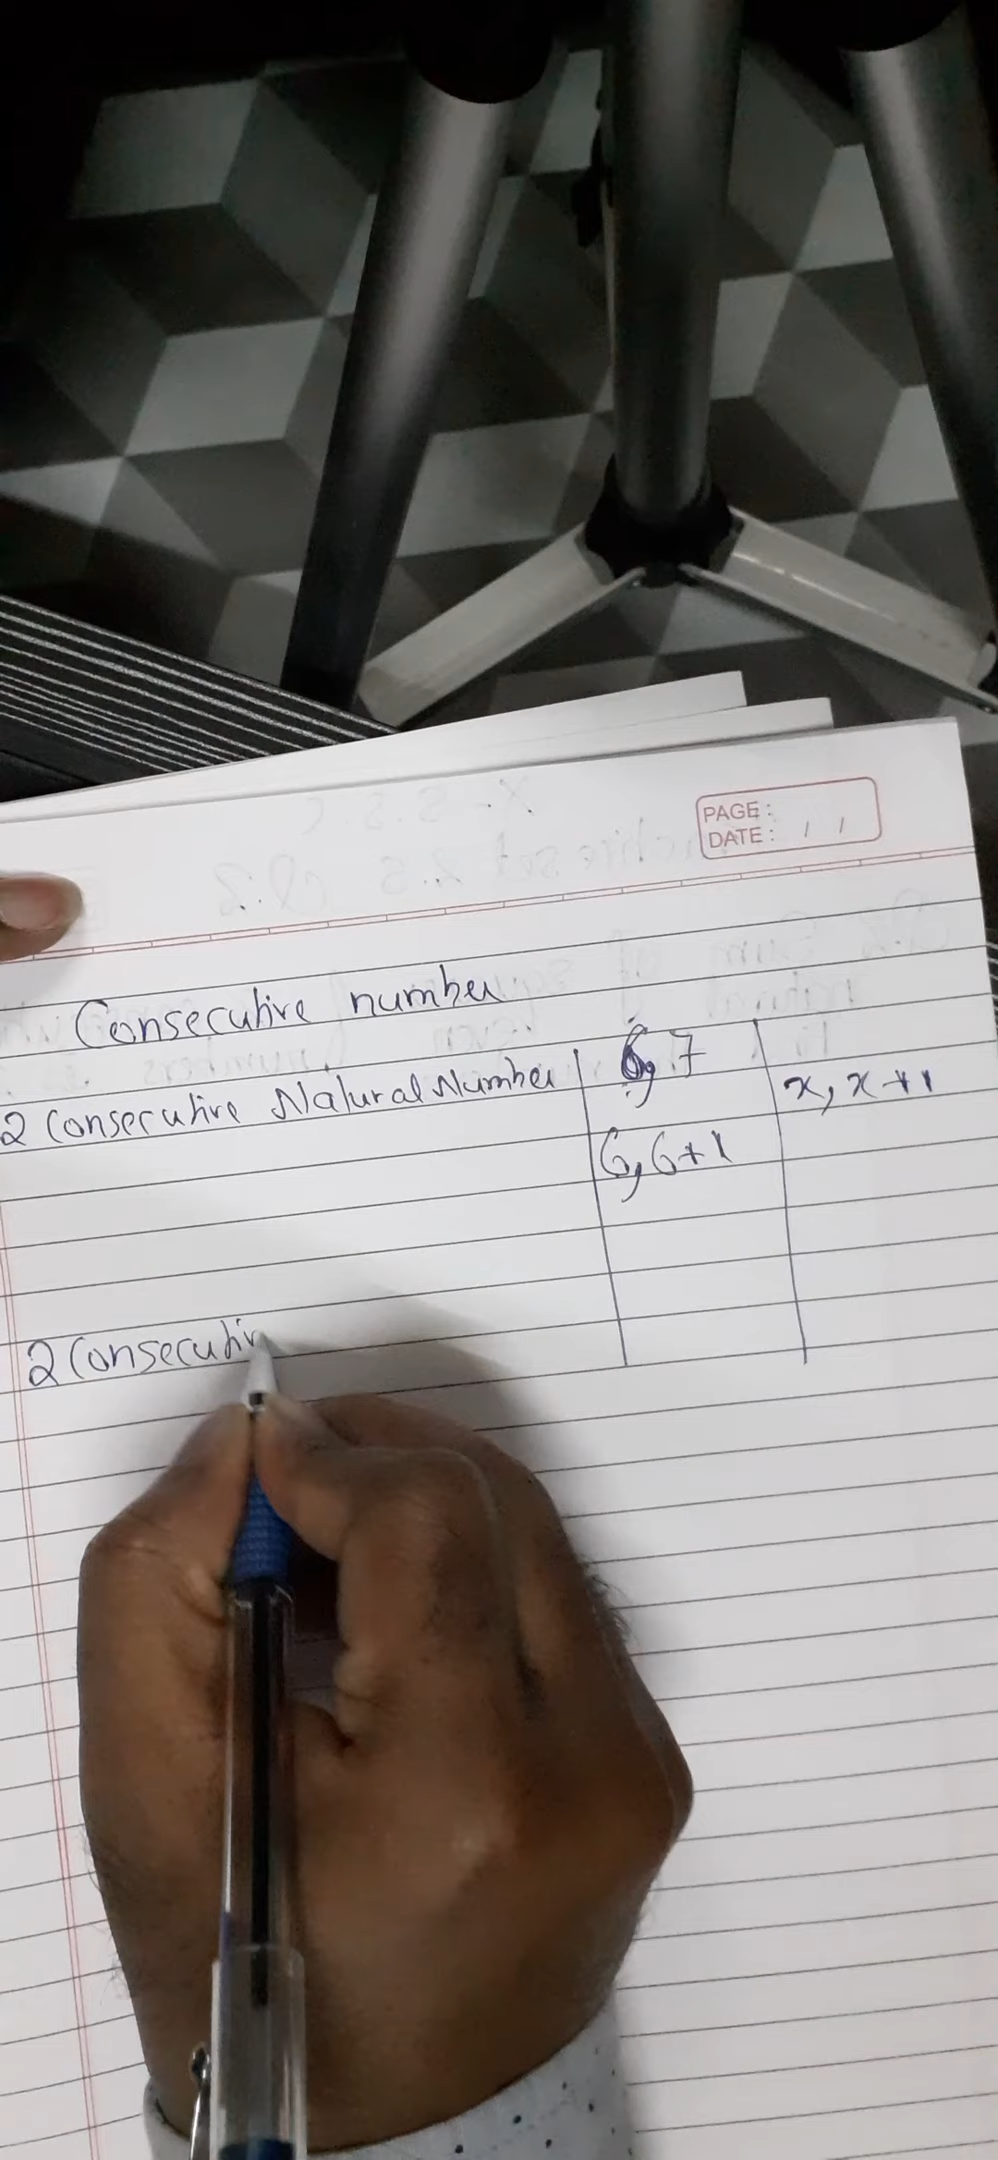 PAGE:
DATE: / /
Consecutive number
2 Consecutive Natural Number 6, 7 x, x+1
6, 6+1
2 Consecutiv